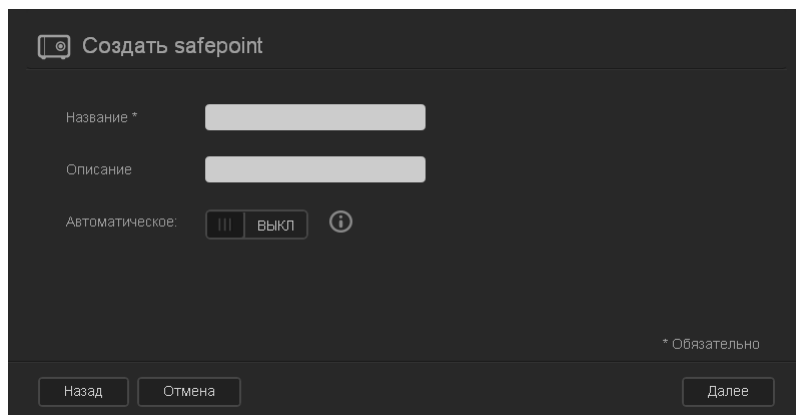 Создать safepoint
Название *
Описание
Автоматическое: ВЫКЛ
* Обязательно
Назад Отмена Далее